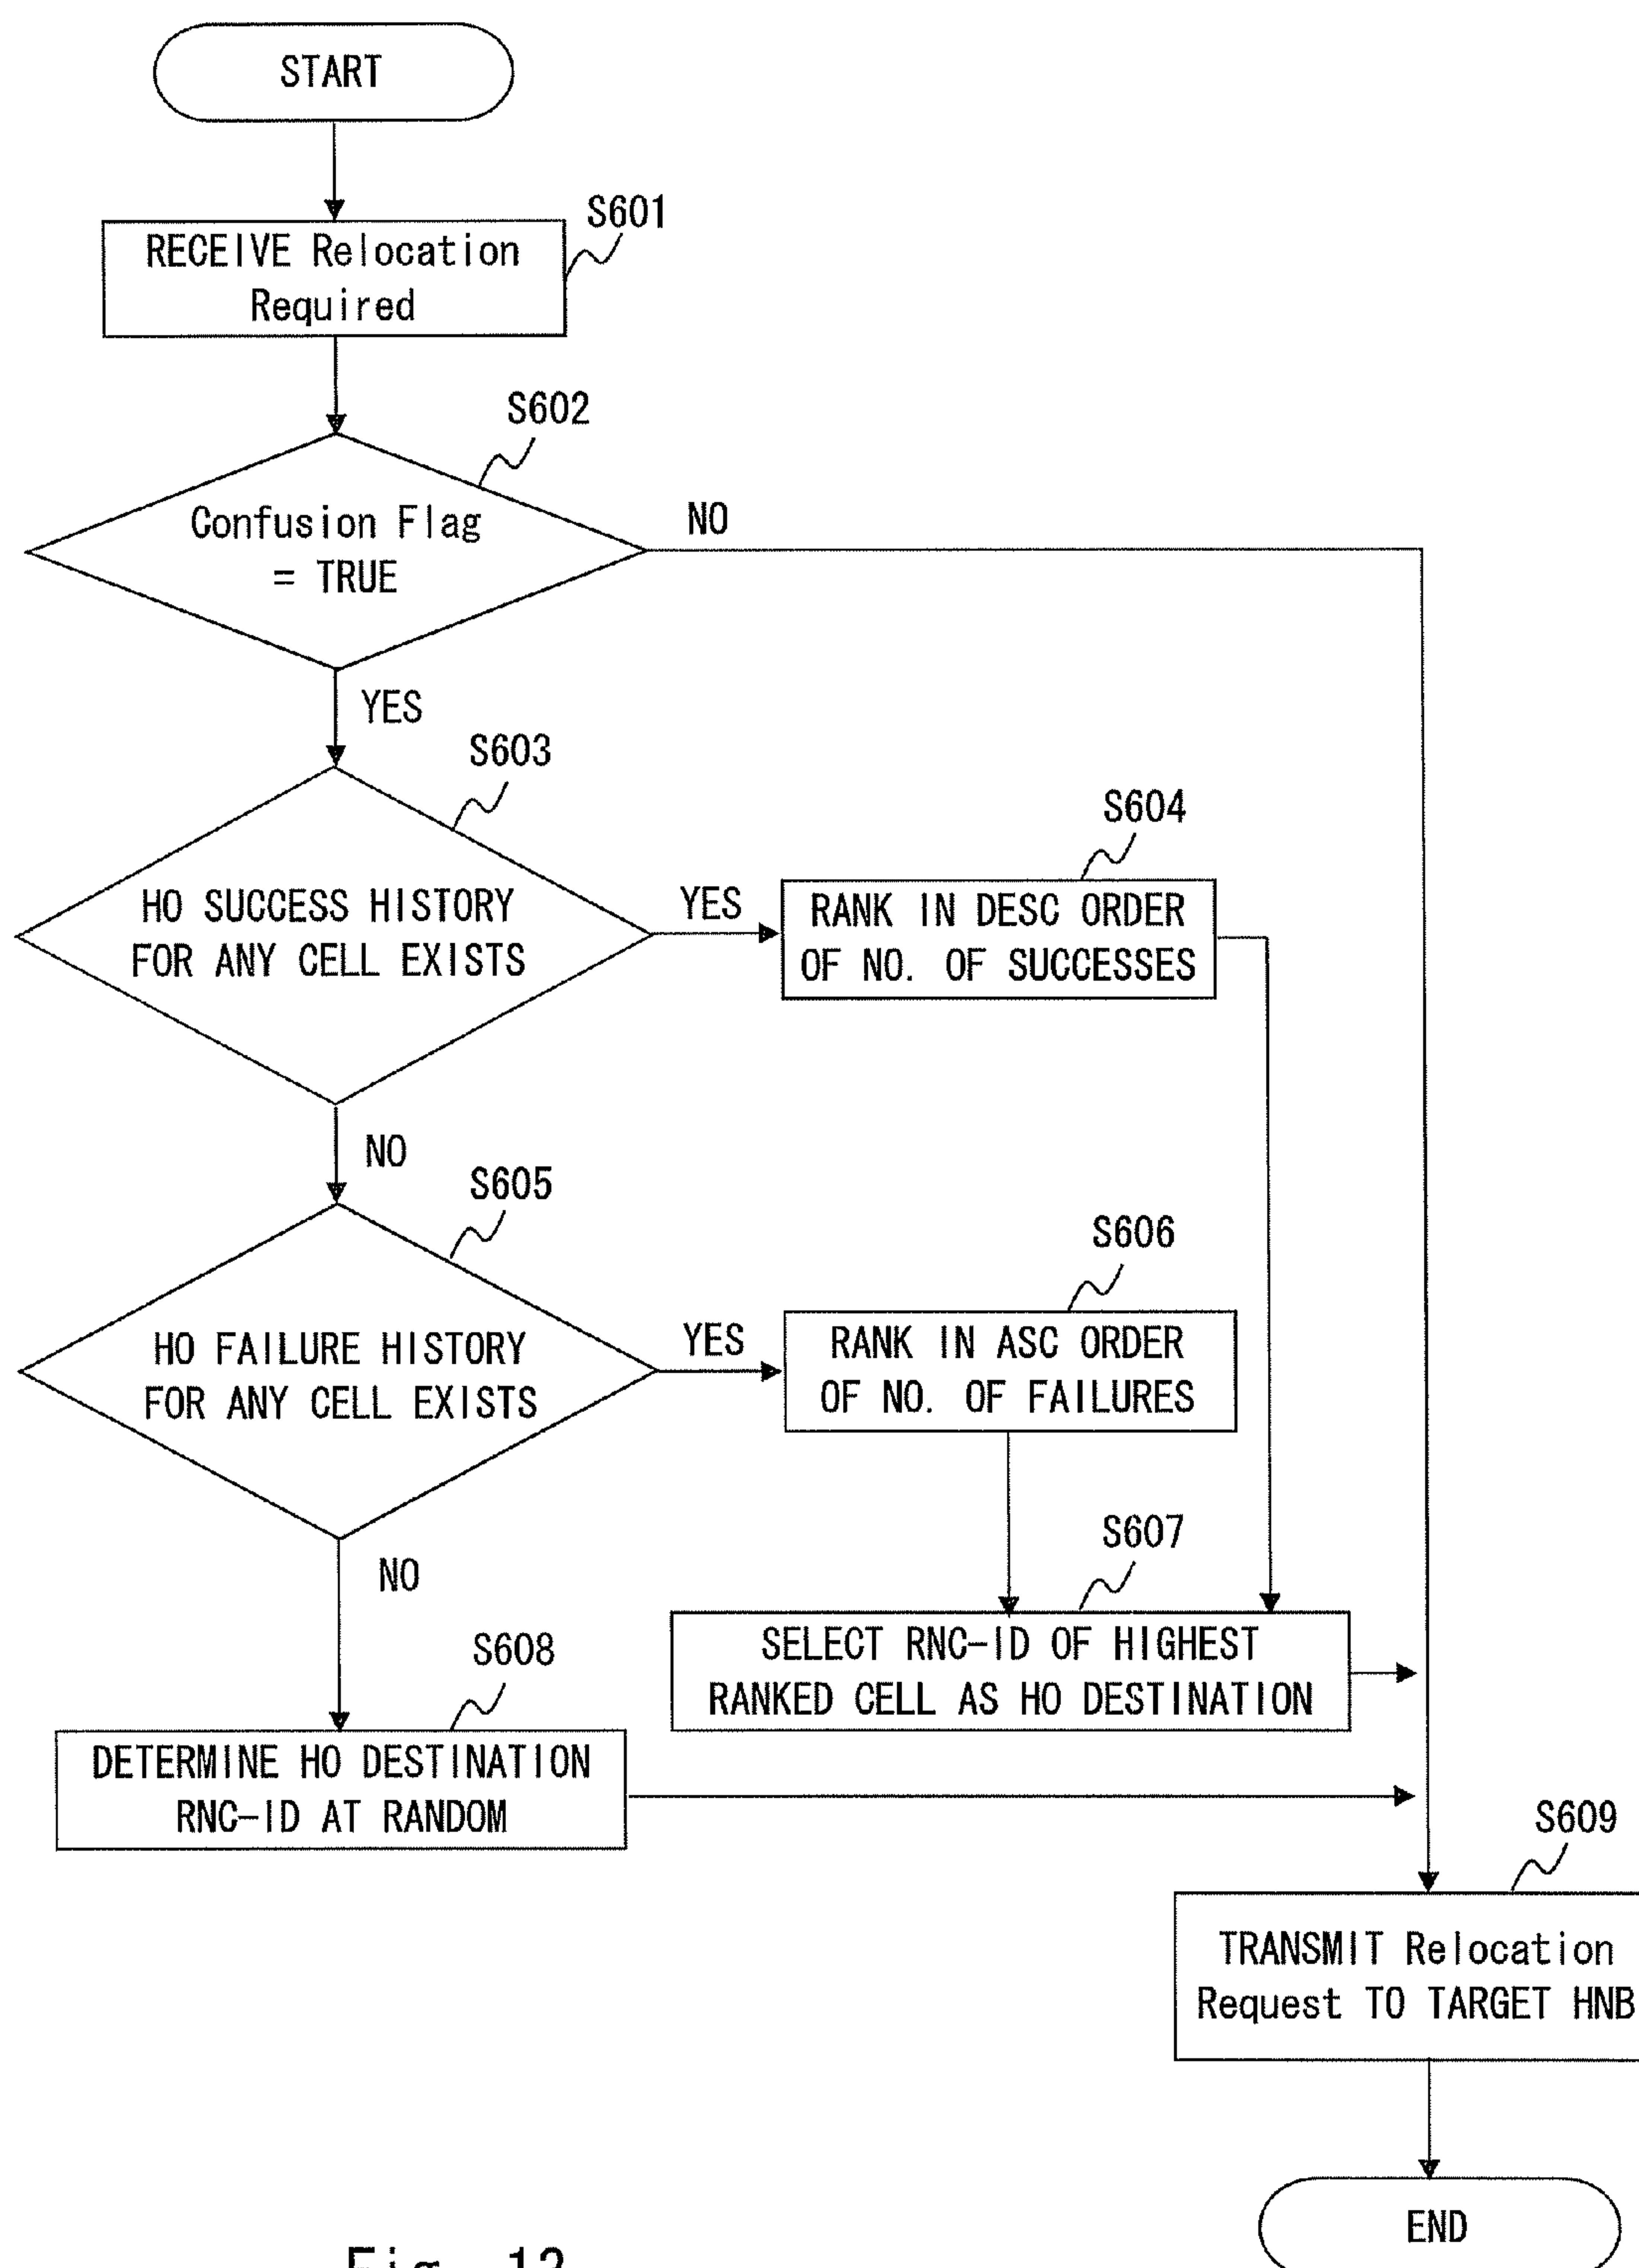 START
S601
RECEIVE Relocation
Required
S602
Confusion Flag
= TRUE
NO
YES
S603
HO SUCCESS HISTORY
FOR ANY CELL EXISTS
YES
S604
RANK IN DESC ORDER
OF NO. OF SUCCESSES
NO
S605
HO FAILURE HISTORY
FOR ANY CELL EXISTS
YES
S606
RANK IN ASC ORDER
OF NO. OF FAILURES
NO
S607
SELECT RNC-ID OF HIGHEST
RANKED CELL AS HO DESTINATION
S608
DETERMINE HO DESTINATION
RNC-ID AT RANDOM
S609
TRANSMIT Relocation
Request TO TARGET HNB
END
Fig.